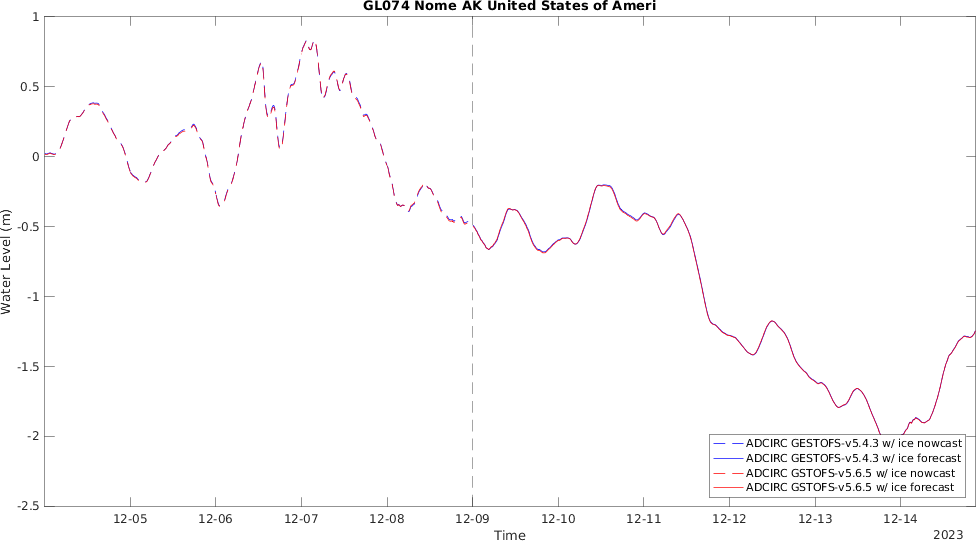 GL074 Nome AK United States of Ameri
1
0.5
0
-0.5
-1
-1.5
-2
-2.5
Water Level (m)
ADCIRC GESTOFS-v5.4.3 w/ ice nowcast
ADCIRC GESTOFS-v5.4.3 w/ ice forecast
ADCIRC GSTOFS-v5.6.5 w/ ice nowcast
ADCIRC GSTOFS-v5.6.5 w/ ice forecast
12-05 12-06 12-07 12-08 12-09 12-10 12-11 12-12 12-13 12-14
Time
2023